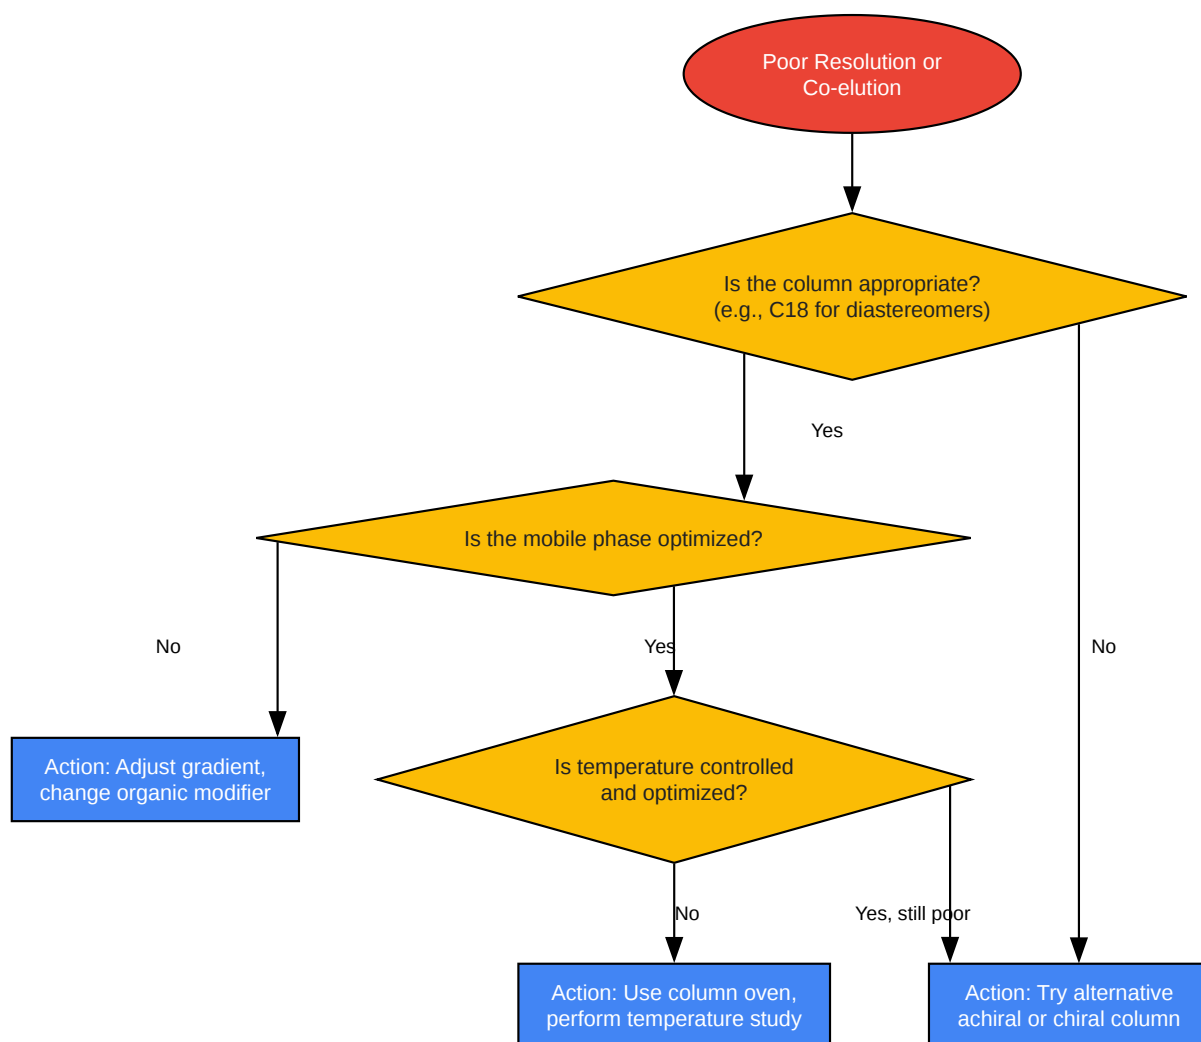 Poor Resolution or
Co-elution
Is the column appropriate?
(e.g., C18 for diastereomers)
Yes
Is the mobile phase optimized?
No
Yes
No
Action: Adjust gradient,
change organic modifier
Is temperature controlled
and optimized?
No
Yes, still poor
Action: Use column oven,
perform temperature study
Action: Try alternative
achiral or chiral column